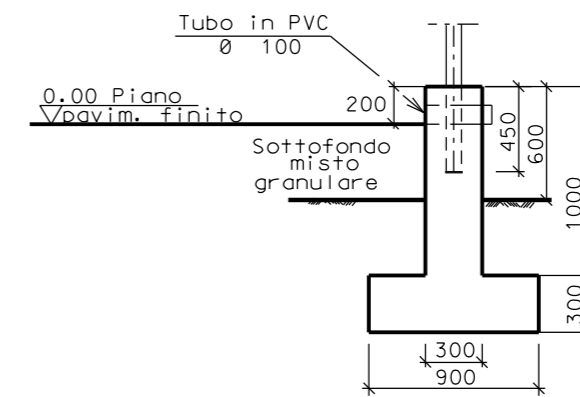 Tubo in PVC
Ø 100
0.00 Piano
pavim. finito
200
450
600
1000
Sottofondo
misto
granulare
300
300
900